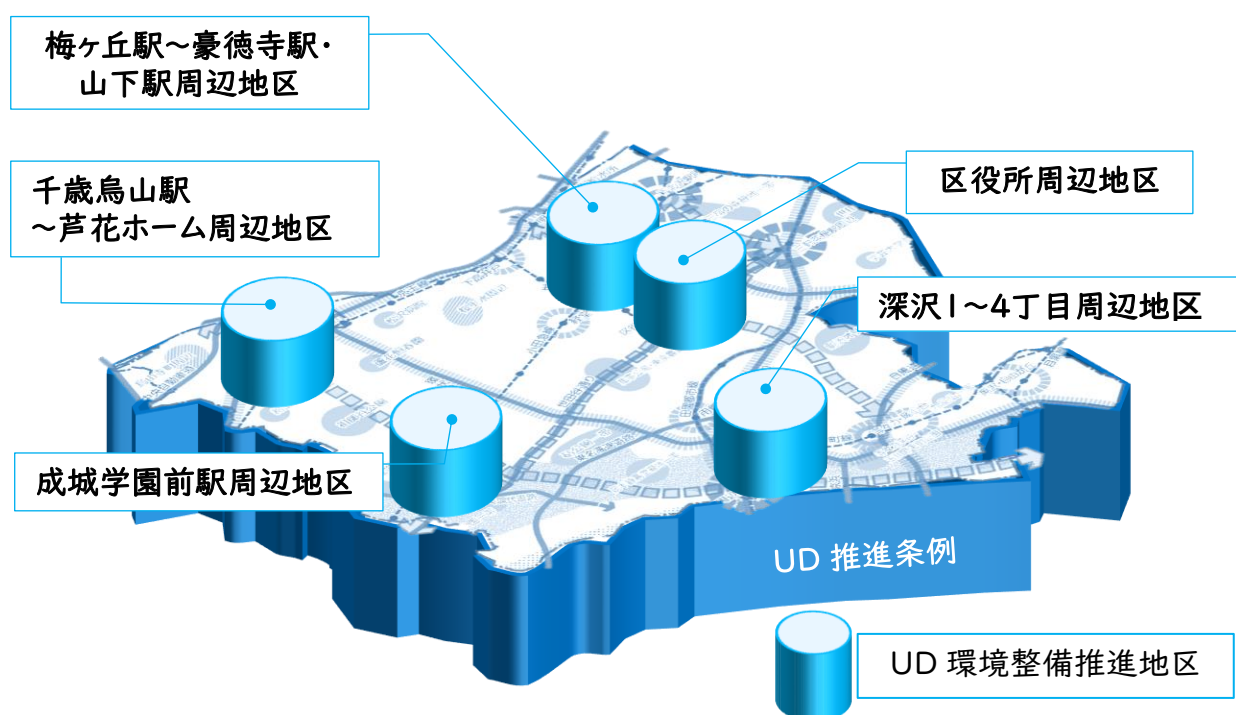 梅ヶ丘駅～豪徳寺駅・
山下駅周辺地区
千歳烏山駅
～芦花ホーム周辺地区
区役所周辺地区
深沢1～4丁目周辺地区
成城学園前駅周辺地区
UD 推進条例
UD 環境整備推進地区